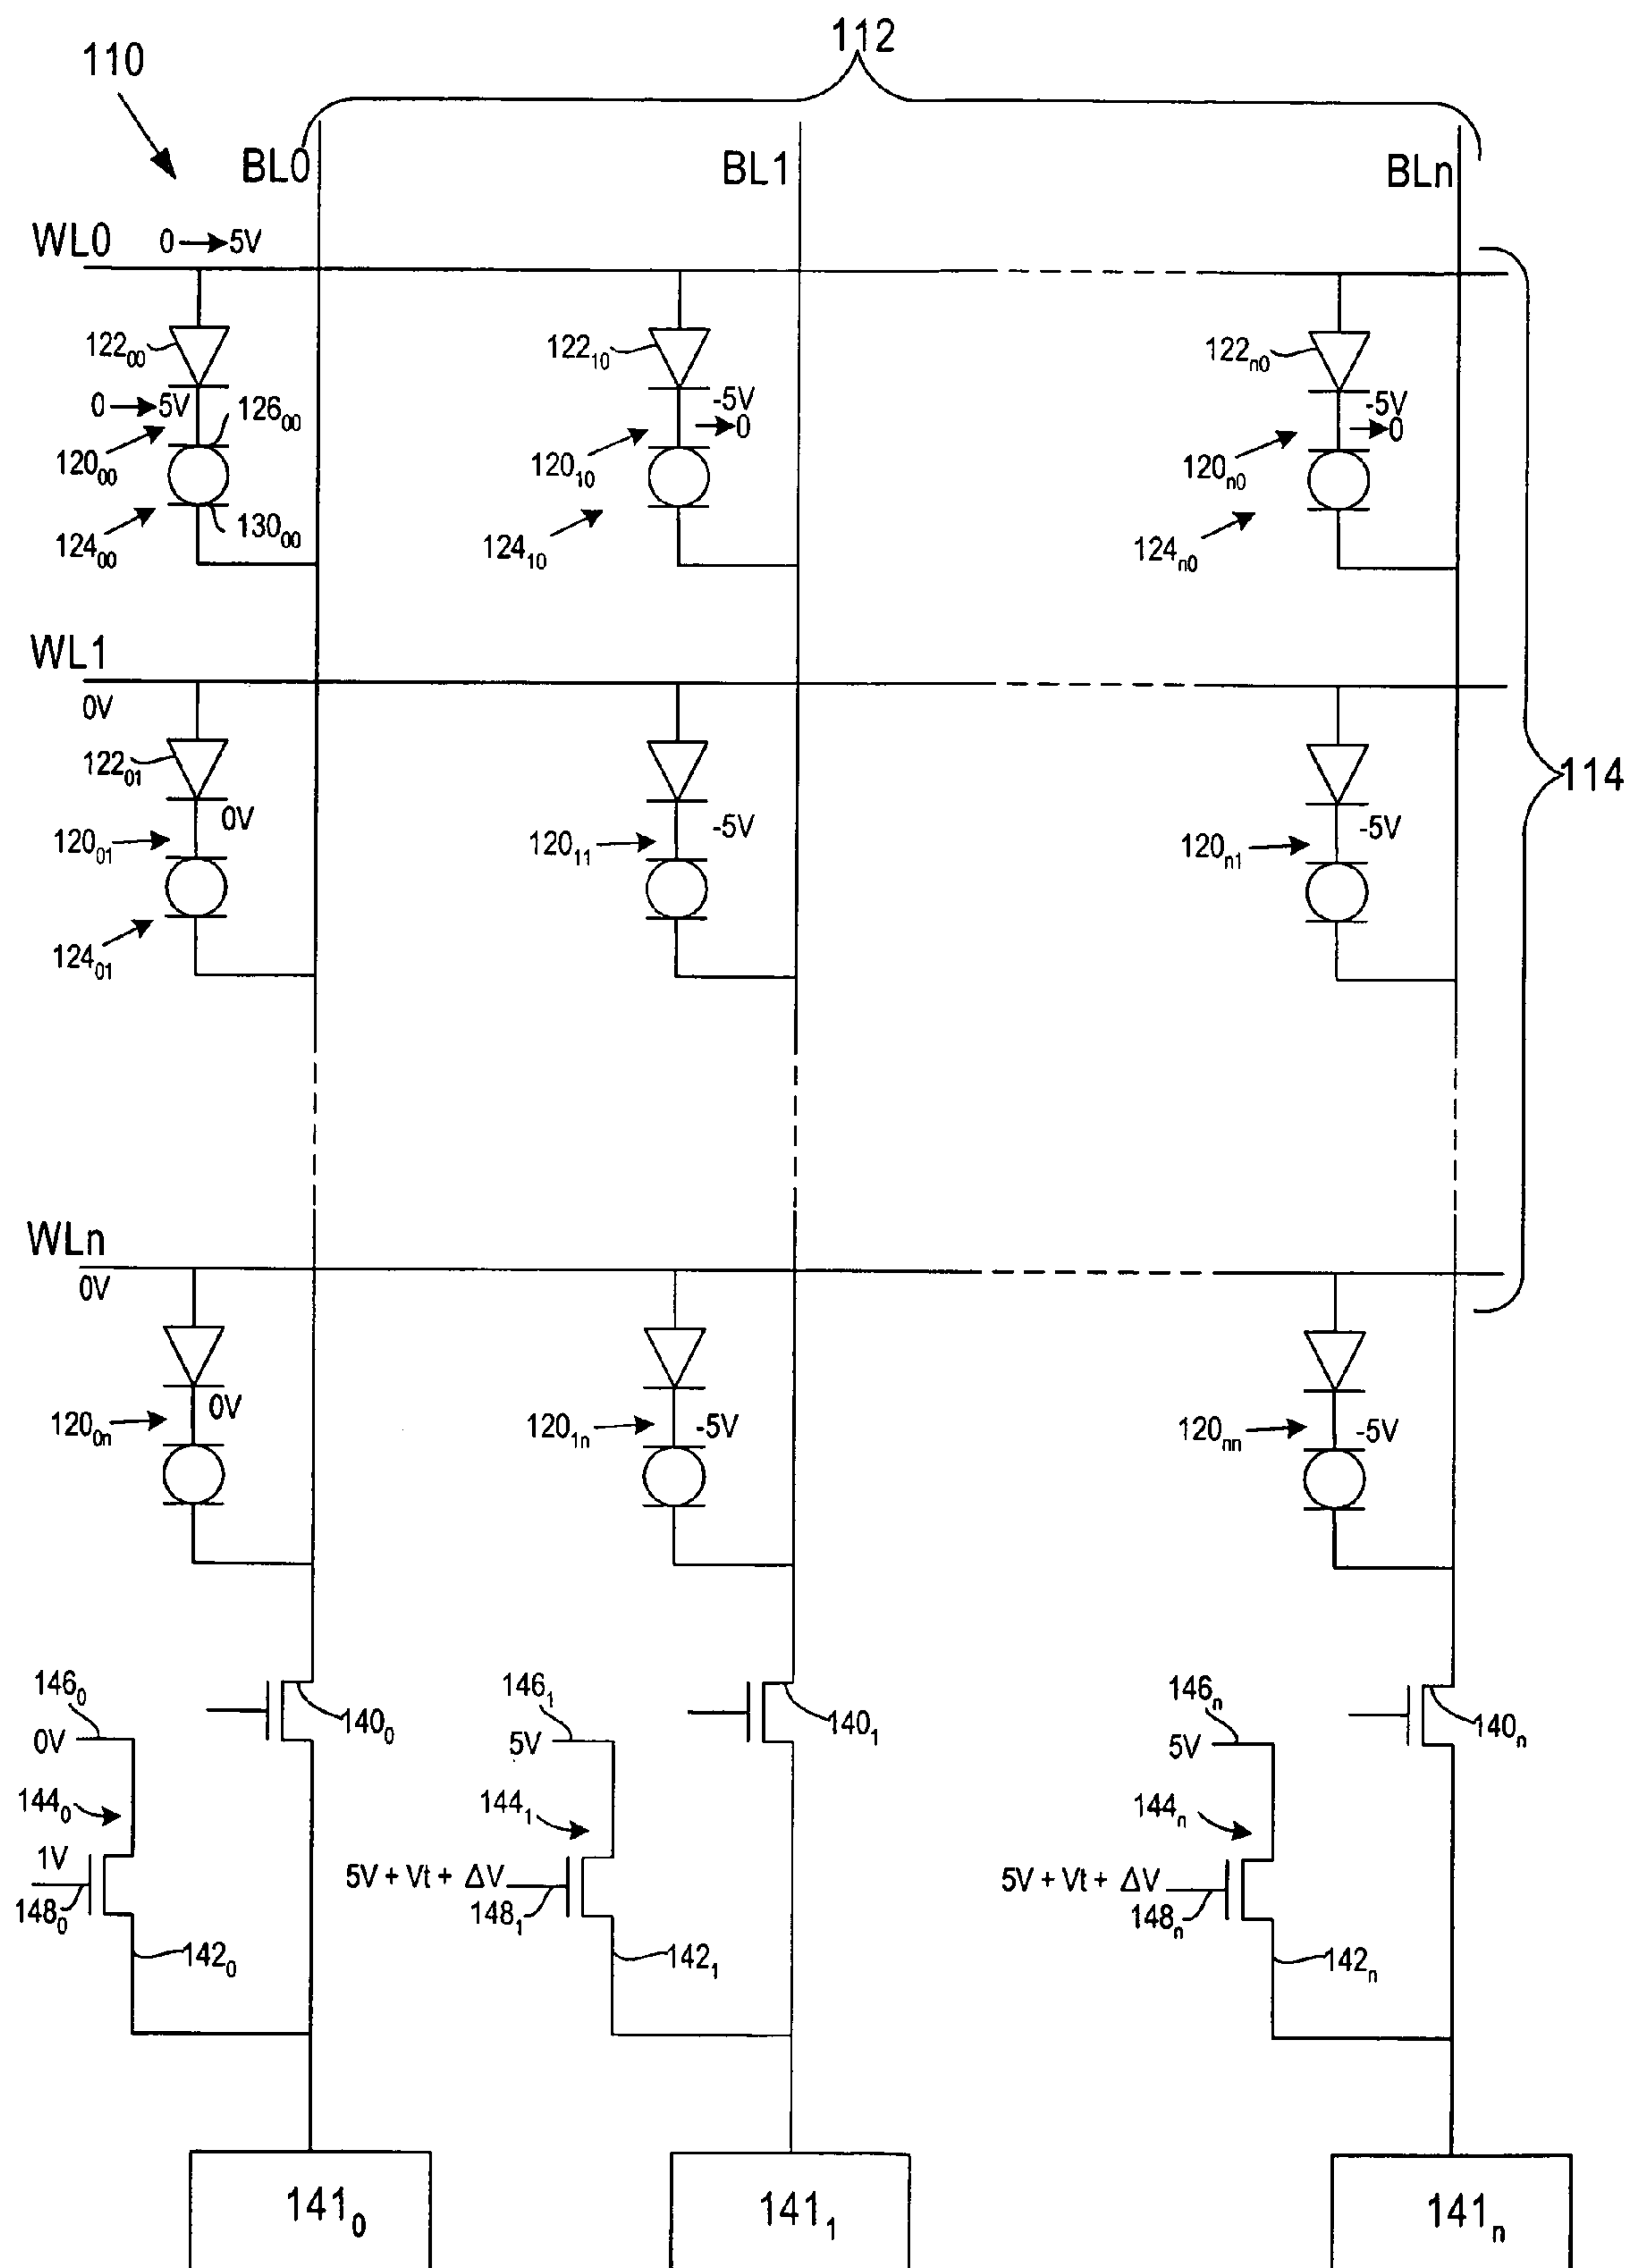 112
110
BL0 BL1 BLn
WL0 0→5V
122₀₀ 122₁₀ 122ₙ₀
0→5V 126₀₀ -5V →0 -5V →0
120₀₀ 120₁₀ 120ₙ₀
124₀₀ 130₀₀ 124₁₀ 124ₙ₀
WL1
0V
122₀₁ 114
0V -5V -5V
120₀₁ 120₁₁ 120ₙ₁
124₀₁
WLn
0V
0V -5V -5V
120₀ₙ 120₁ₙ 120ₙₙ
146₀ 140₀ 146₁ 140₁ 146ₙ 140ₙ
0V 5V 5V
144₀ 144₁ 144ₙ
1V 5V + Vt + ΔV 5V + Vt + ΔV
148₀ 148₁ 148ₙ
142₀ 142₁ 142ₙ
141₀ 141₁ 141ₙ